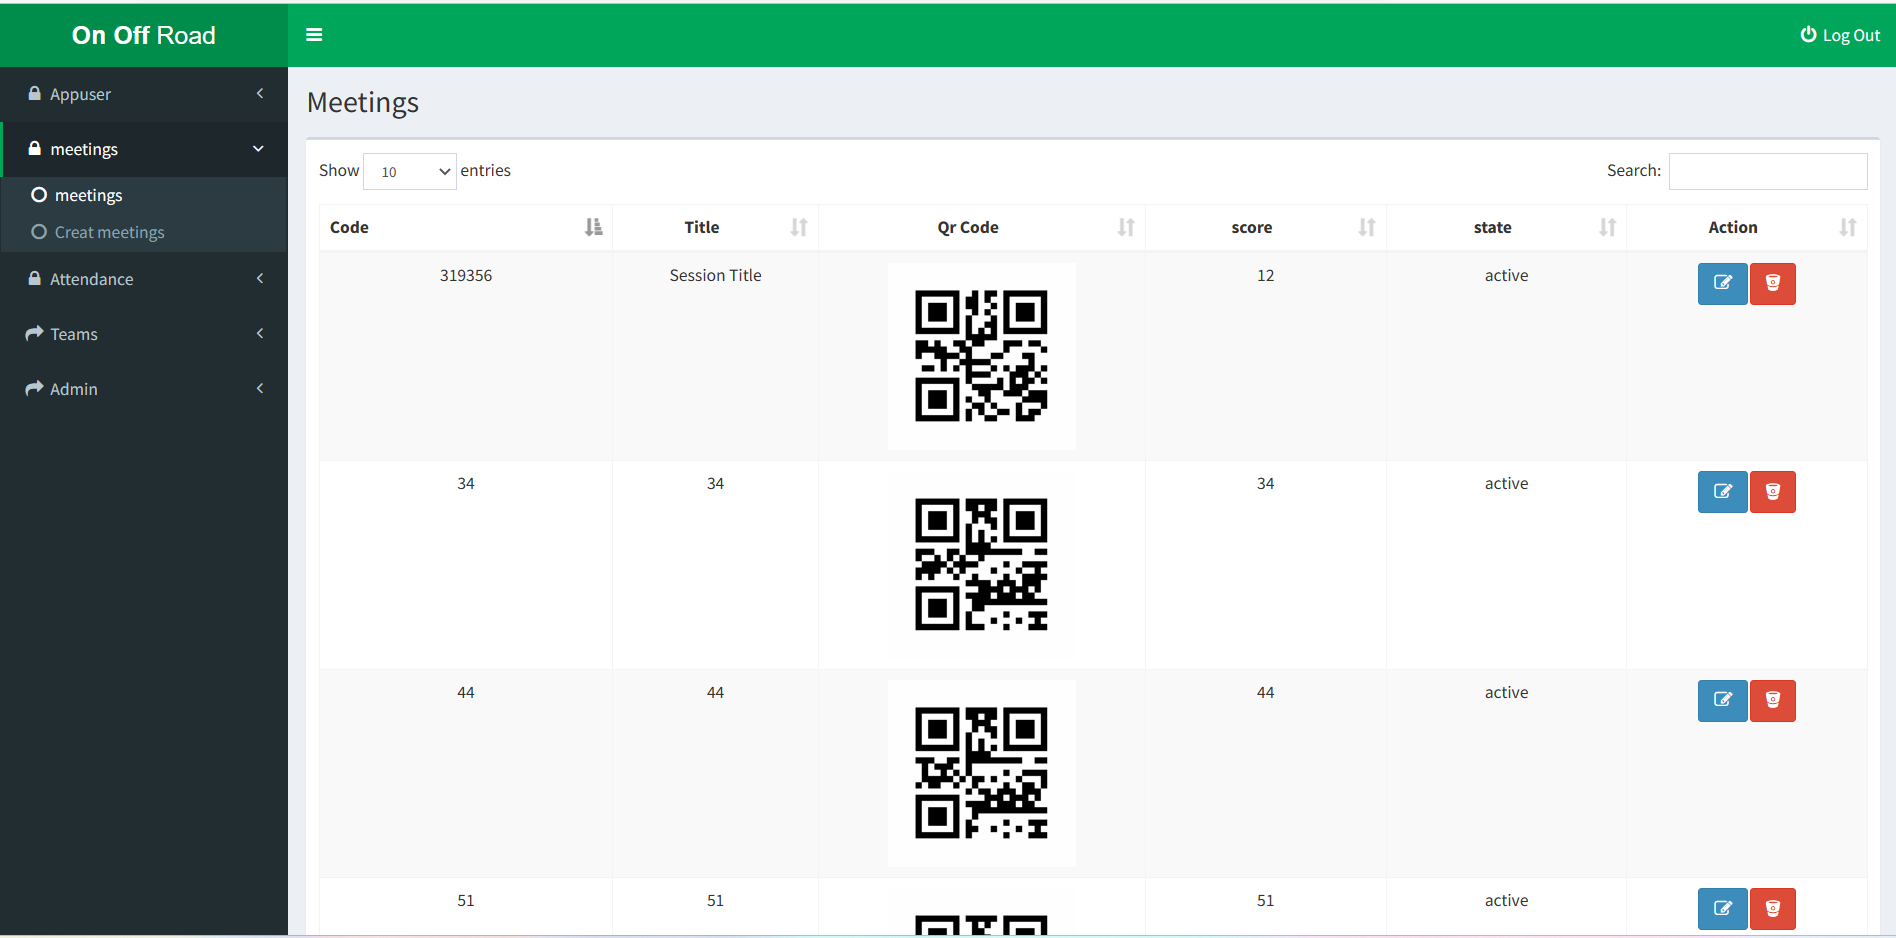 On Off Road
Log Out
Appuser
meetings
meetings
Creat meetings
Attendance
Teams
Admin
Meetings
Show 10 entries
Search:
Code Title Qr Code score state Action
319356 Session Title 12 active
34 34 34 active
44 44 44 active
51 51 51 active